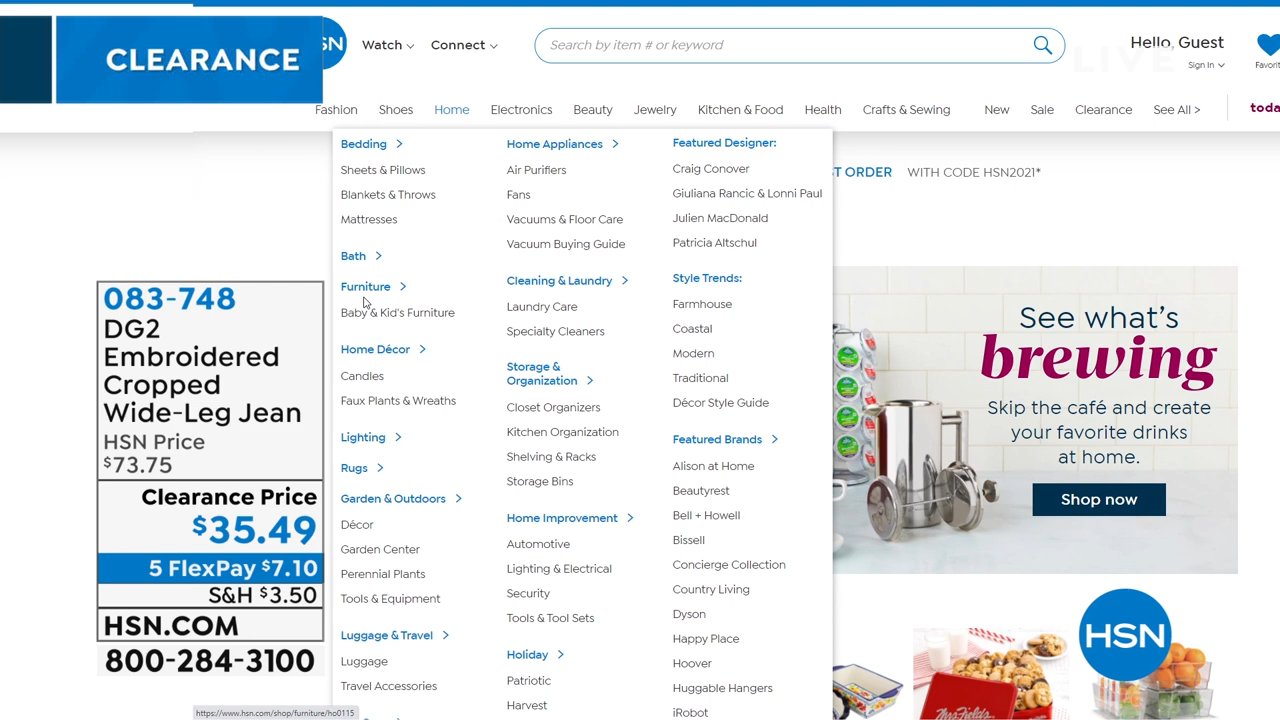 CLEARANCE
SN
Watch
Connect
Search by item # or keyword
LIVE
Hello, Guest
Sign In
Favorit
Fashion
Shoes
Home
Electronics
Beauty
Jewelry
Kitchen & Food
Health
Crafts & Sewing
New
Sale
Clearance
See All >
toda
ST ORDER WITH CODE HSN2021*
Bedding
Sheets & Pillows
Blankets & Throws
Mattresses
Bath
Furniture
Baby & Kid's Furniture
Home Décor
Candles
Faux Plants & Wreaths
Lighting
Rugs
Garden & Outdoors
Décor
Garden Center
Perennial Plants
Tools & Equipment
Luggage & Travel
Luggage
Travel Accessories
Home Appliances
Air Purifiers
Fans
Vacuums & Floor Care
Vacuum Buying Guide
Cleaning & Laundry
Laundry Care
Specialty Cleaners
Storage &
Organization
Closet Organizers
Kitchen Organization
Shelving & Racks
Storage Bins
Home Improvement
Automotive
Lighting & Electrical
Security
Tools & Tool Sets
Holiday
Patriotic
Harvest
Featured Designer:
Craig Conover
Giuliana Rancic & Lonni Paul
Julien MacDonald
Patricia Altschul
Style Trends:
Farmhouse
Coastal
Modern
Traditional
Décor Style Guide
Featured Brands
Alison at Home
Beautyrest
Bell + Howell
Bissell
Concierge Collection
Country Living
Dyson
Happy Place
Hoover
Huggable Hangers
iRobot
083-748
DG2
Embroidered
Cropped
Wide-Leg Jean
HSN Price
$73.75
Clearance Price
$35.49
5 FlexPay $7.10
S&H $3.50
HSN.COM
800-284-3100
See what's
brewing
Skip the café and create
your favorite drinks
at home.
Shop now
HSN
Mrs. Fields
https://www.hsn.com/shop/furniture/ho0115